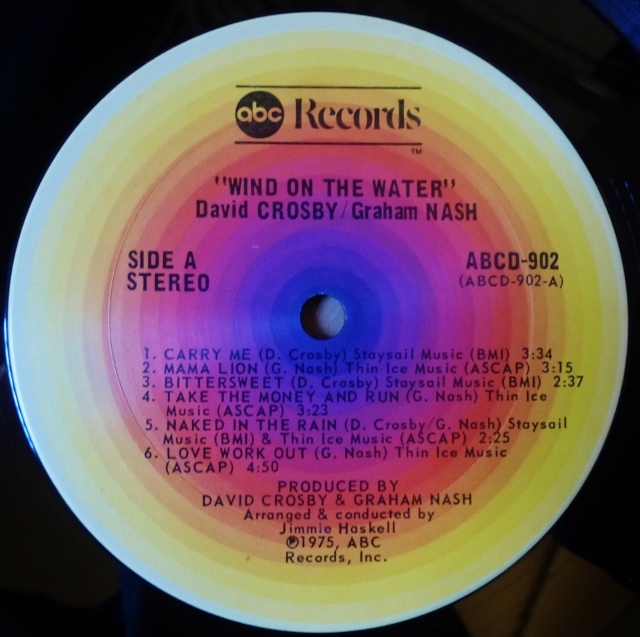 abc Records
TM
"WIND ON THE WATER"
David CROSBY/Graham NASH
SIDE A
STEREO
ABCD-902
(ABCD-902-A)
1. CARRY ME (D. Crosby) Staysail Music (BMI) 3:34
2. MAMA LION (G. Nash) Thin Ice Music (ASCAP) 3:15
3. BITTERSWEET (D. Crosby) Staysail Music (BMI) 2:37
4. TAKE THE MONEY AND RUN (G. Nash) Thin Ice
Music (ASCAP) 3:23
5. NAKED IN THE RAIN (D. Crosby/G. Nash) Staysail
Music (BMI) & Thin Ice Music (ASCAP) 2:25
6. LOVE WORK OUT (G. Nash) Thin Ice Music
(ASCAP) 4:50
PRODUCED BY
DAVID CROSBY & GRAHAM NASH
Arranged & conducted by
Jimmie Haskell
℗1975, ABC
Records, Inc.